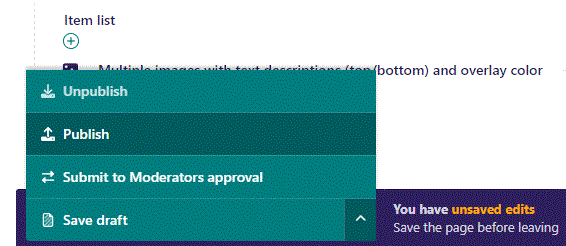 Item list
Multiple images with text descriptions (top/bottom) and overlay color
Unpublish
Publish
Submit to Moderators approval
Save draft
You have unsaved edits
Save the page before leaving